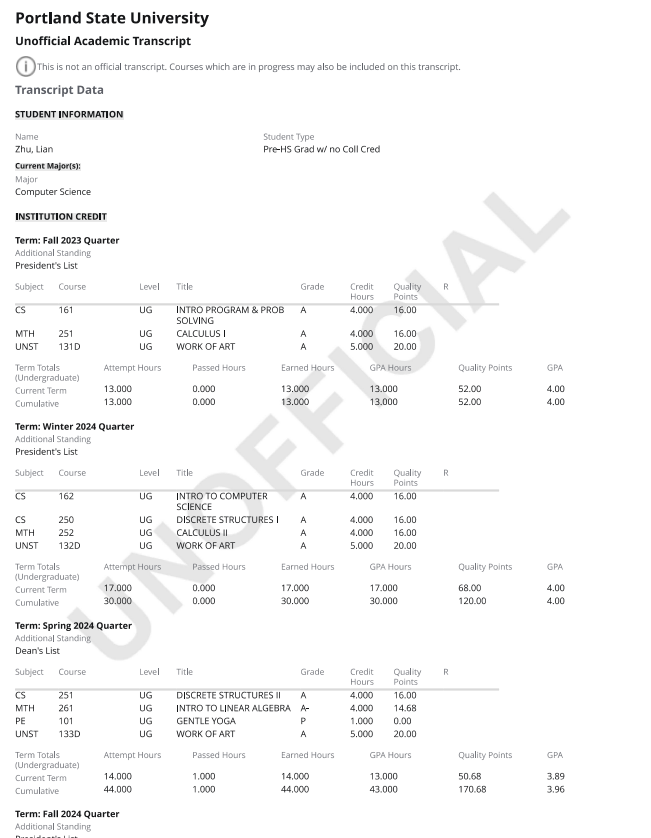 Portland State University
Unofficial Academic Transcript
This is not an official transcript. Courses which are in progress may also be included on this transcript.
Transcript Data
STUDENT INFORMATION
Name Student Type
Zhu, Lian Pre-HS Grad w/ no Coll Cred
Current Major(s):
Major
Computer Science
INSTITUTION CREDIT
Term: Fall 2023 Quarter
Additional Standing
President's List
Subject Course Level Title Grade Credit Quality R
Hours Points
CS 161 UG INTRO PROGRAM & PROB A 4.000 16.00
SOLVING
MTH 251 UG CALCULUS I A 4.000 16.00
UNST 131D UG WORK OF ART A 5.000 20.00
Term Totals Attempt Hours Passed Hours Earned Hours GPA Hours Quality Points GPA
(Undergraduate)
Current Term 13.000 0.000 13.000 13.000 52.00 4.00
Cumulative 13.000 0.000 13.000 13.000 52.00 4.00
Term: Winter 2024 Quarter
Additional Standing
President's List
Subject Course Level Title Grade Credit Quality R
Hours Points
CS 162 UG INTRO TO COMPUTER A 4.000 16.00
SCIENCE
CS 250 UG DISCRETE STRUCTURES I A 4.000 16.00
MTH 252 UG CALCULUS II A 4.000 16.00
UNST 132D UG WORK OF ART A 5.000 20.00
Term Totals Attempt Hours Passed Hours Earned Hours GPA Hours Quality Points GPA
(Undergraduate)
Current Term 17.000 0.000 17.000 17.000 68.00 4.00
Cumulative 30.000 0.000 30.000 30.000 120.00 4.00
Term: Spring 2024 Quarter
Additional Standing
Dean's List
Subject Course Level Title Grade Credit Quality R
Hours Points
CS 251 UG DISCRETE STRUCTURES II A 4.000 16.00
MTH 261 UG INTRO TO LINEAR ALGEBRA A- 4.000 14.68
PE 101 UG GENTLE YOGA P 1.000 0.00
UNST 133D UG WORK OF ART A 5.000 20.00
Term Totals Attempt Hours Passed Hours Earned Hours GPA Hours Quality Points GPA
(Undergraduate)
Current Term 14.000 1.000 14.000 13.000 50.68 3.89
Cumulative 44.000 1.000 44.000 43.000 170.68 3.96
Term: Fall 2024 Quarter
Additional Standing
President's List
UNOFFICIAL